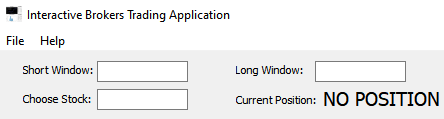 Interactive Brokers Trading Application
File Help
Short Window: Long Window:
Choose Stock: Current Position: NO POSITION